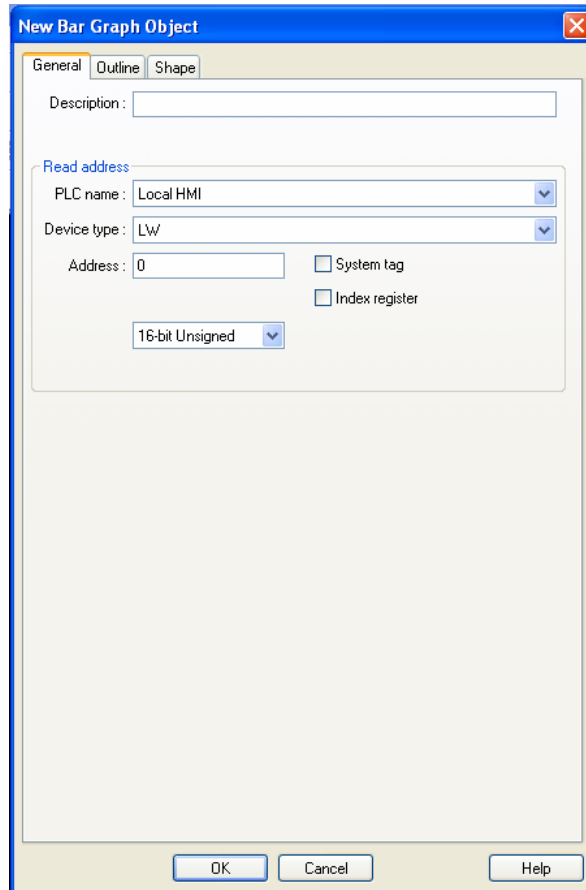 New Bar Graph Object
General Outline Shape
Description :
Read address
PLC name : Local HMI
Device type : LW
Address : 0 System tag
Index register
16-bit Unsigned
OK Cancel Help